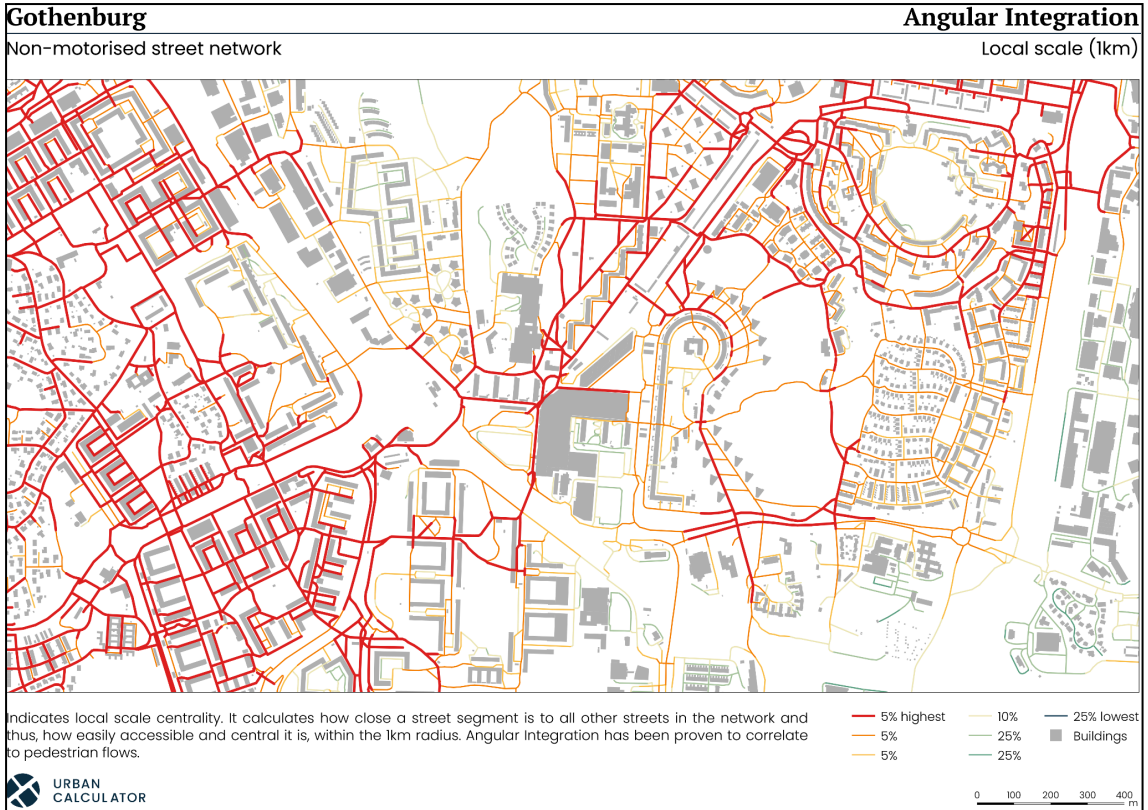 Gothenburg
Angular Integration
Non-motorised street network
Local scale (1km)
Indicates local scale centrality. It calculates how close a street segment is to all other streets in the network and
thus, how easily accessible and central it is, within the 1km radius. Angular Integration has been proven to correlate
to pedestrian flows.
5% highest
5%
5%
10%
25%
25%
25% lowest
Buildings
URBAN
CALCULATOR
0 100 200 300 400
m